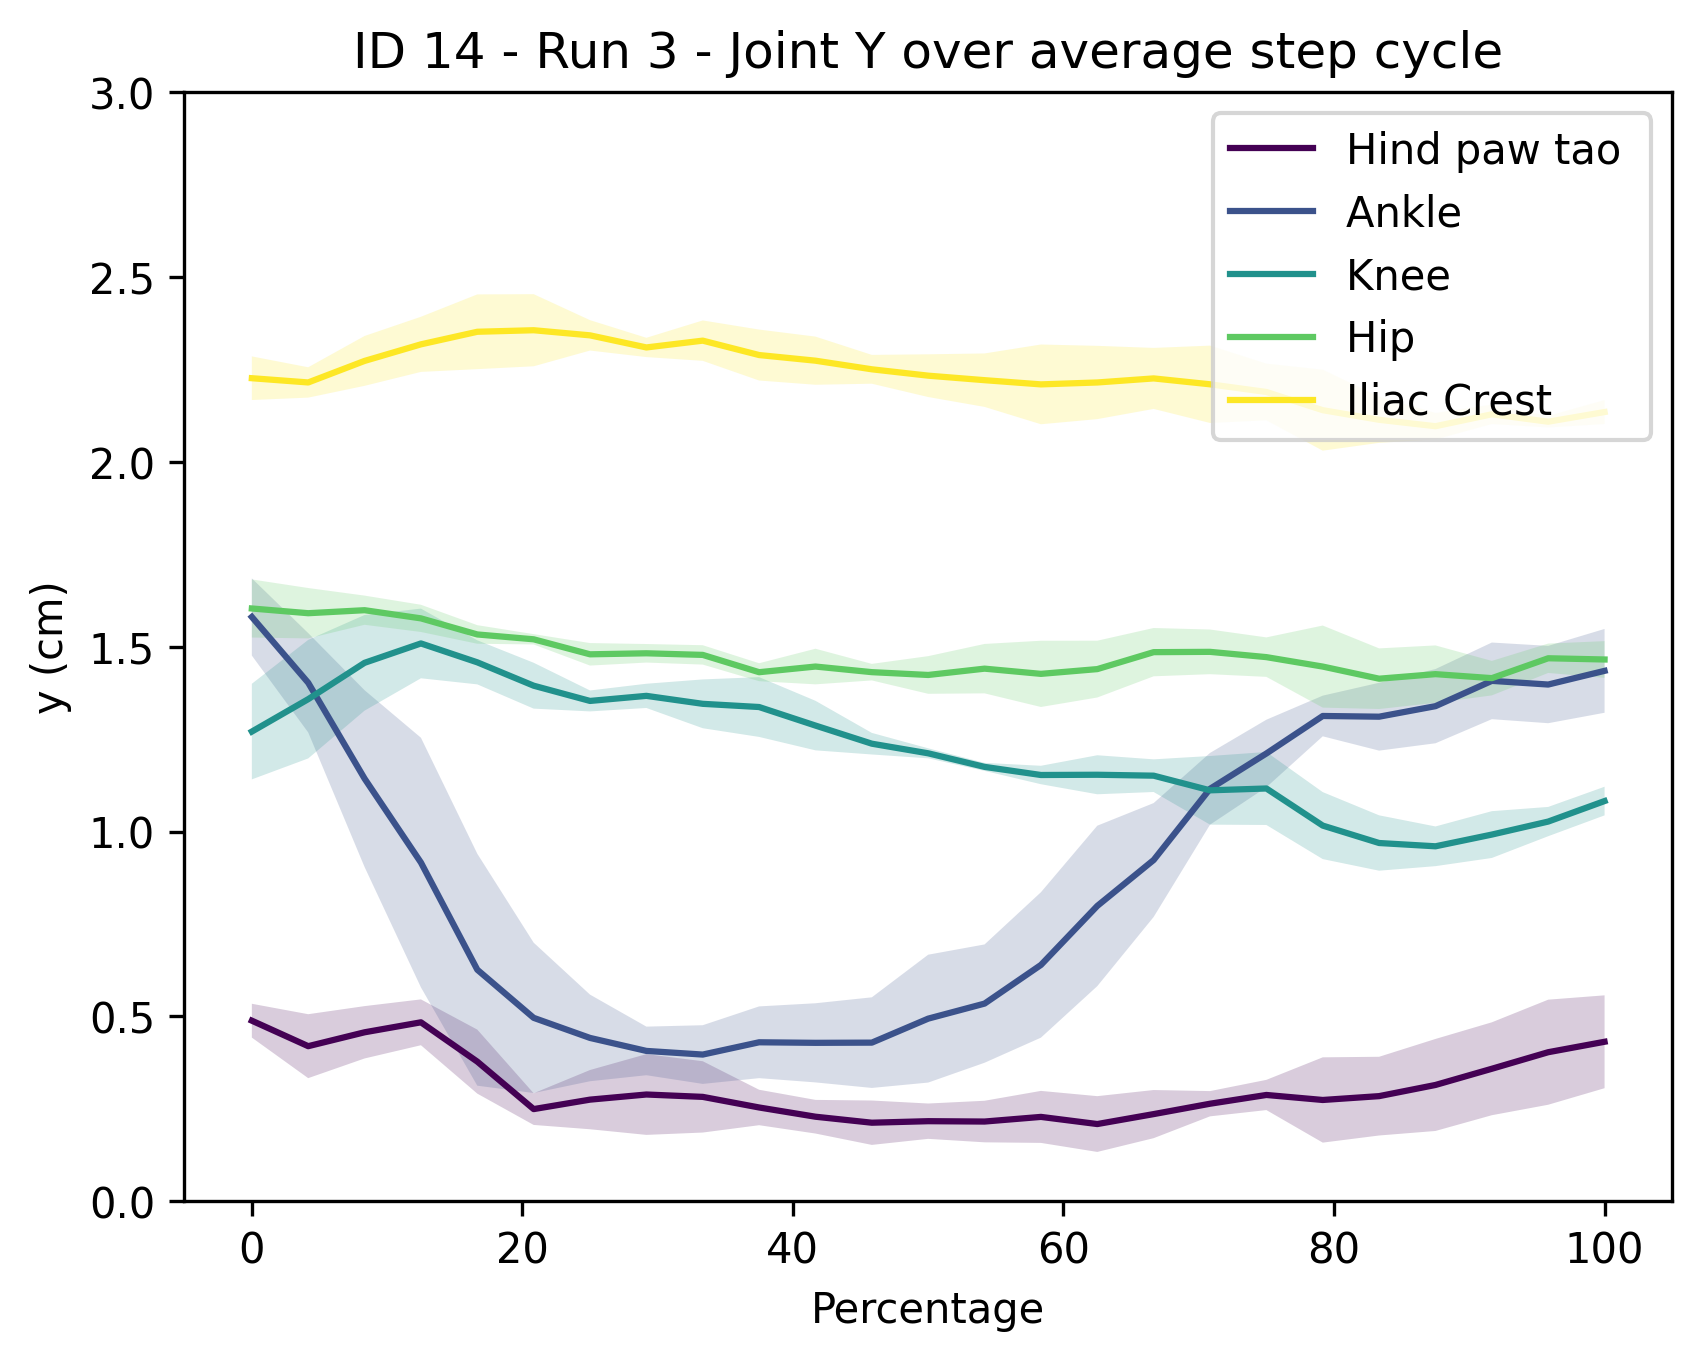 ID 14 - Run 3 - Joint Y over average step cycle
3.0
2.5
2.0
1.5
1.0
0.5
0.0
y (cm)
Hind paw tao
Ankle
Knee
Hip
Iliac Crest
0 20 40 60 80 100
Percentage